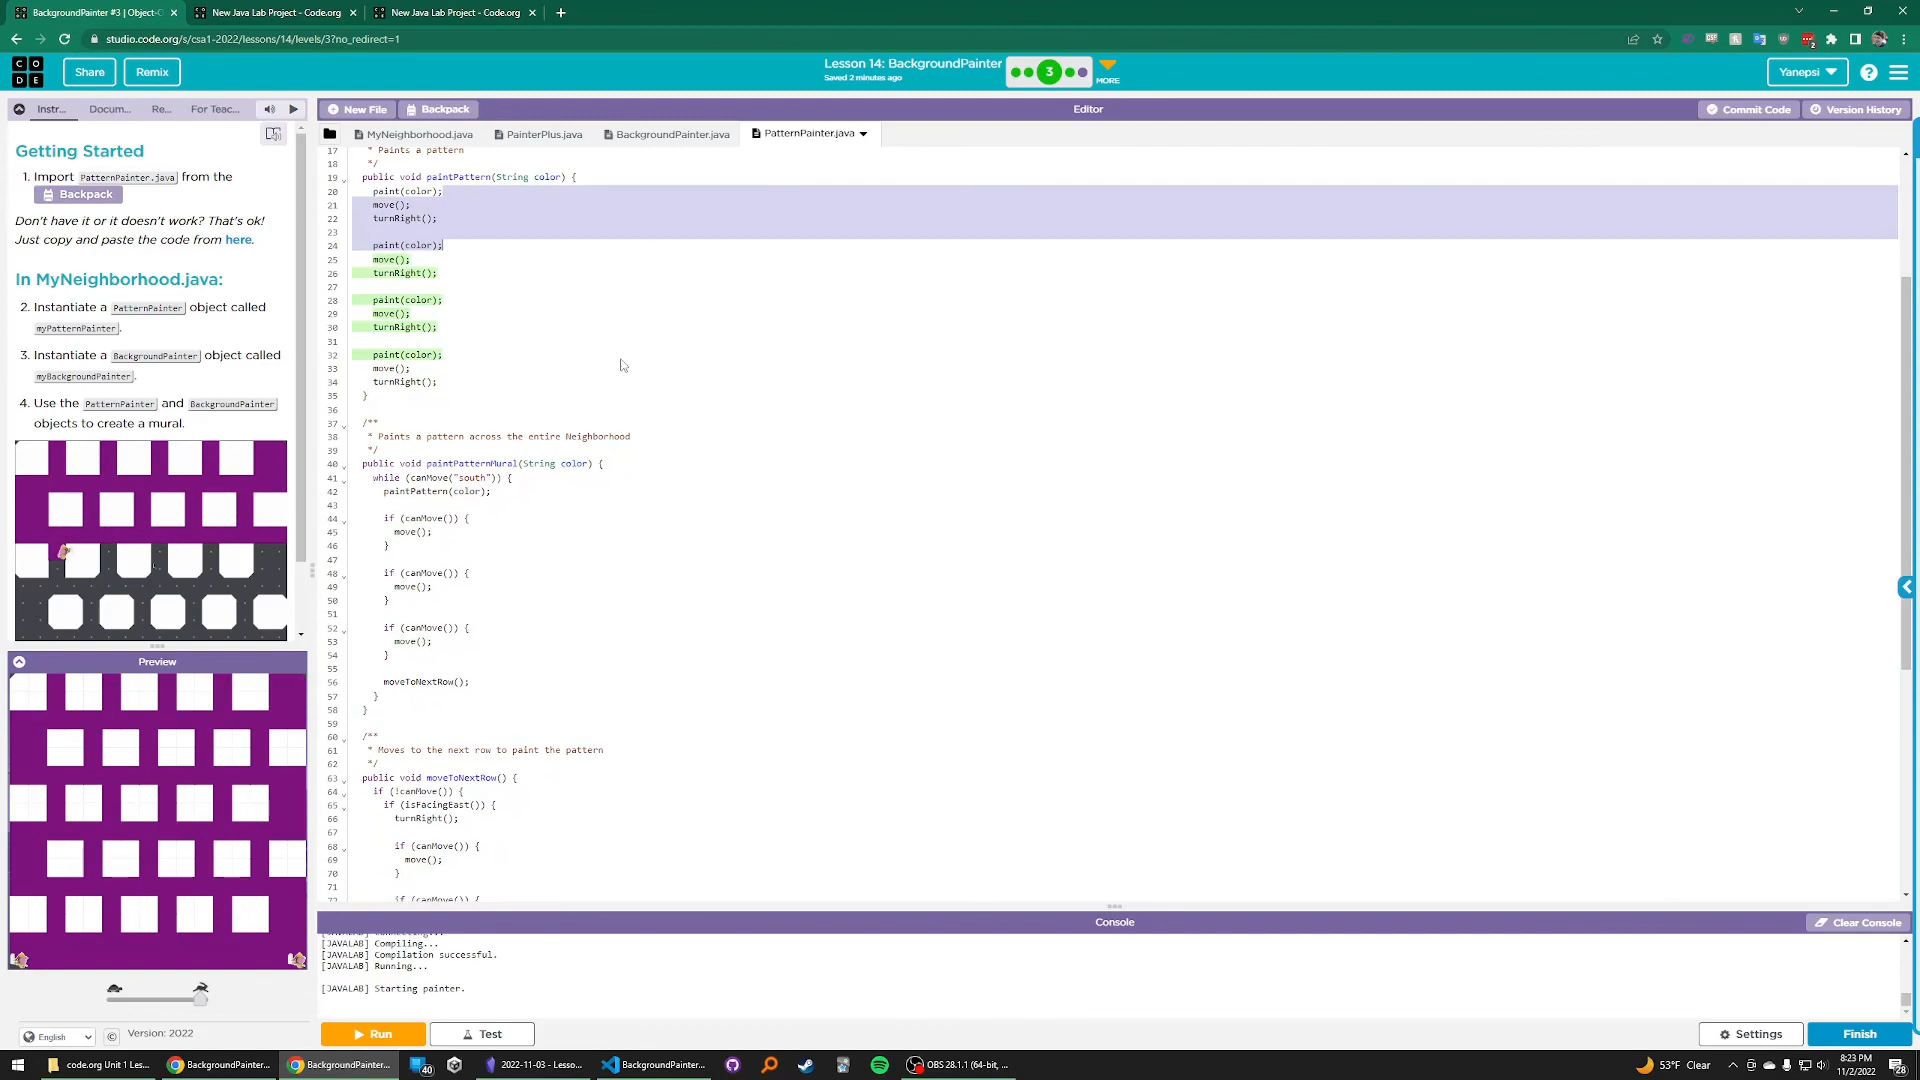 BackgroundPainter #3 | Object-O
New Java Lab Project - Code.org
New Java Lab Project - Code.org
studio.code.org/s/csa1-2022/lessons/14/levels/3?no_redirect=1
CO
DE
Share
Remix
Lesson 14: BackgroundPainter
Saved 2 minutes ago
3
MORE
Yanepsi
Instr...
Docum...
Re...
For Teac...
New File
Backpack
Editor
Commit Code
Version History
MyNeighborhood.java
PainterPlus.java
BackgroundPainter.java
PatternPainter.java
Getting Started
1. Import PatternPainter.java from the
Backpack
Don't have it or it doesn't work? That's ok!
Just copy and paste the code from here.
In MyNeighborhood.java:
2. Instantiate a PatternPainter object called
myPatternPainter.
3. Instantiate a BackgroundPainter object called
myBackgroundPainter.
4. Use the PatternPainter and BackgroundPainter
objects to create a mural.
Preview
17 * Paints a pattern
18 */
19 public void paintPattern(String color) {
20 paint(color);
21 move();
22 turnRight();
23
24 paint(color);
25 move();
26 turnRight();
27
28 paint(color);
29 move();
30 turnRight();
31
32 paint(color);
33 move();
34 turnRight();
35 }
36
37 /**
38 * Paints a pattern across the entire Neighborhood
39 */
40 public void paintPatternMural(String color) {
41 while (canMove("south")) {
42 paintPattern(color);
43
44 if (canMove()) {
45 move();
46 }
47
48 if (canMove()) {
49 move();
50 }
51
52 if (canMove()) {
53 move();
54 }
55
56 moveToNextRow();
57 }
58 }
59
60 /**
61 * Moves to the next row to paint the pattern
62 */
63 public void moveToNextRow() {
64 if (!canMove()) {
65 if (isFacingEast()) {
66 turnRight();
67
68 if (canMove()) {
69 move();
70 }
71
72 if (canMove()) {
Console
Clear Console
[JAVALAB] Connecting...
[JAVALAB] Compiling...
[JAVALAB] Compilation successful.
[JAVALAB] Running...
[JAVALAB] Starting painter.
English
Version: 2022
Run
Test
Settings
Finish
code.org Unit 1 Les...
BackgroundPainter...
BackgroundPainter...
40
2022-11-03 - Lesso...
BackgroundPainte...
OBS 28.1.1 (64-bit, ...
53°F Clear
8:23 PM
11/2/2022
28